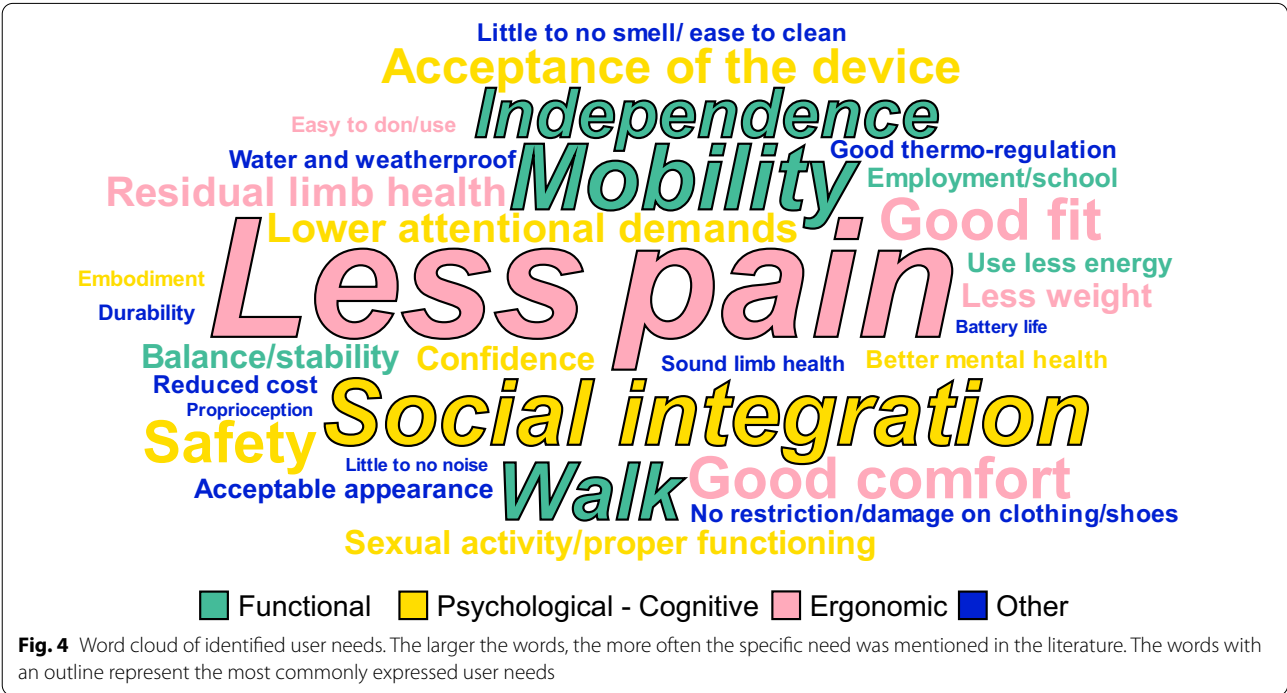 Little to no smell/ ease to clean
Acceptance of the device
Independence
Easy to don/use
Mobility
Good thermo-regulation
Water and weatherproof
Employment/school
Residual limb health
Good fit
Lower attentional demands
Less pain
Use less energy
Embodiment
Less weight
Durability
Battery life
Balance/stability
Confidence
Sound limb health
Better mental health
Reduced cost
Proprioception
Social integration
Safety
Little to no noise
Walk
Good comfort
Acceptable appearance
No restriction/damage on clothing/shoes
Sexual activity/proper functioning
Functional Psychological - Cognitive Ergonomic Other
Fig. 4 Word cloud of identified user needs. The larger the words, the more often the specific need was mentioned in the literature. The words with
an outline represent the most commonly expressed user needs